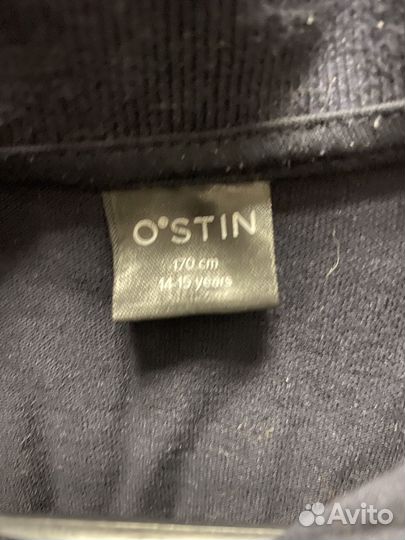 O'STIN
170 cm
14-15 years
Avito